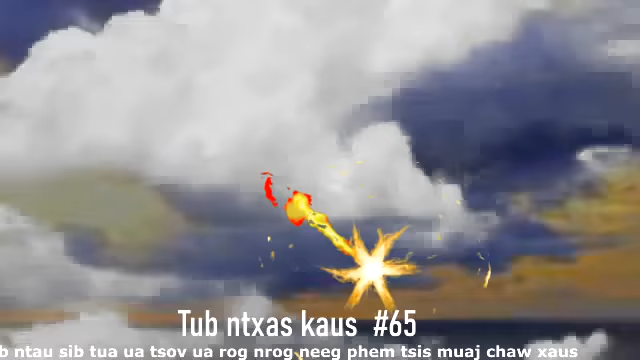 Tub ntxas kaus #65
ntau sib tua ua tsov ua rog nrog neeg phem tsis muaj chaw xaus